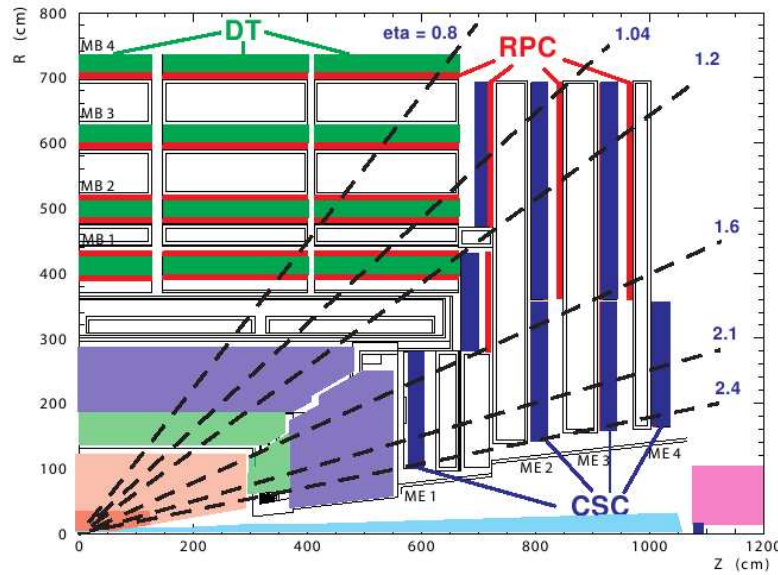 R (cm)
800
700
600
500
400
300
200
100
0
MB 4
MB 3
MB 2
MB 1
DT
eta = 0.8
RPC
1.04
1.2
1.6
2.1
2.4
ME 1
ME 2
ME 3
ME 4
CSC
0
200
400
600
800
1000
1200
Z (cm)